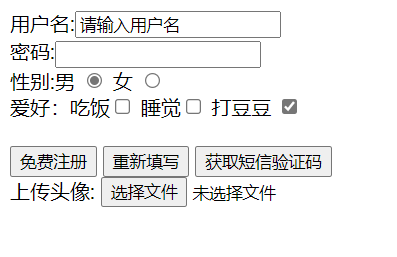 用户名:请输入用户名
密码:
性别:男 女
爱好：吃饭 睡觉 打豆豆
免费注册 重新填写 获取短信验证码
上传头像: 选择文件 未选择文件